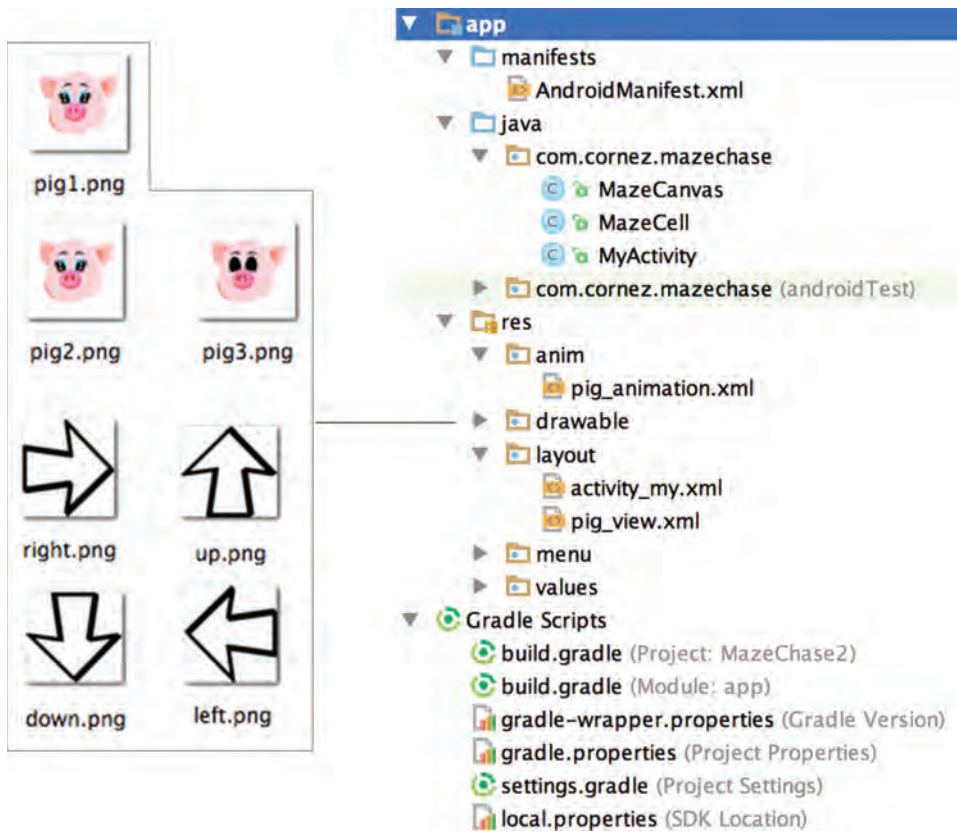 pig1.png
pig2.png
pig3.png
right.png
up.png
down.png
left.png
app
manifests
AndroidManifest.xml
java
com.cornez.mazechase
MazeCanvas
MazeCell
MyActivity
com.cornez.mazechase (androidTest)
res
anim
pig_animation.xml
drawable
layout
activity_my.xml
pig_view.xml
menu
values
Gradle Scripts
build.gradle (Project: MazeChase2)
build.gradle (Module: app)
gradle-wrapper.properties (Gradle Version)
gradle.properties (Project Properties)
settings.gradle (Project Settings)
local.properties (SDK Location)